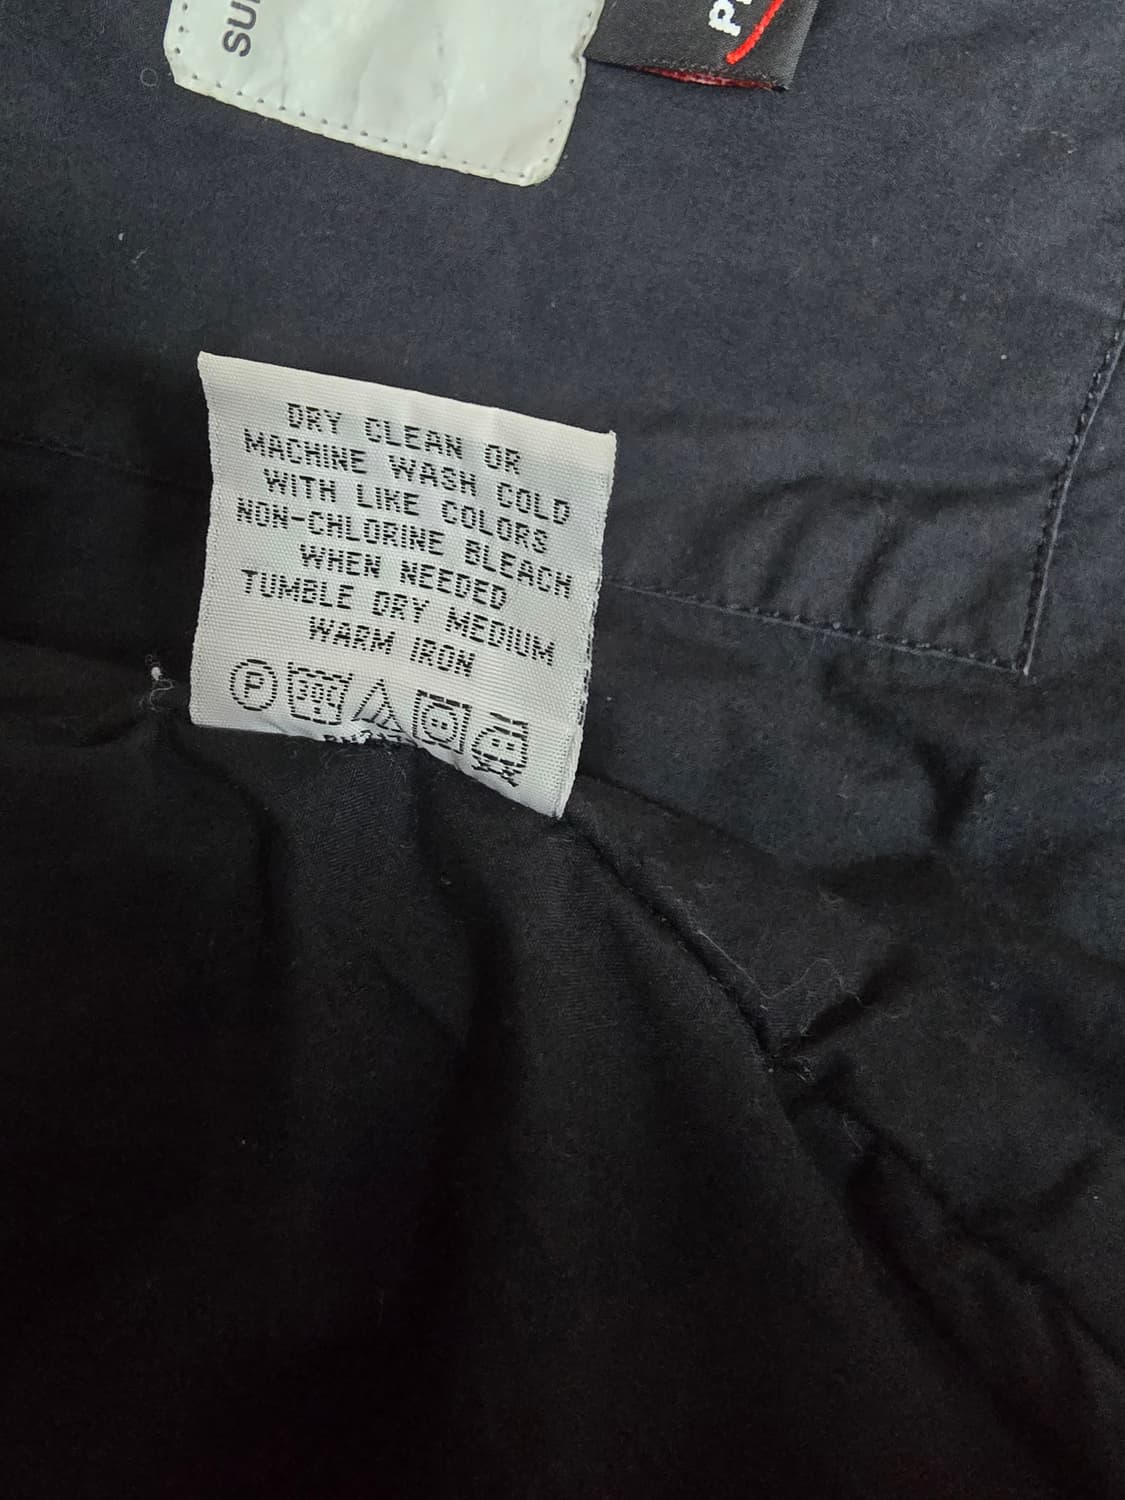 DRY CLEAN OR
MACHINE WASH COLD
WITH LIKE COLORS
NON-CHLORINE BLEACH
WHEN NEEDED
TUMBLE DRY MEDIUM
WARM IRON
P 30C